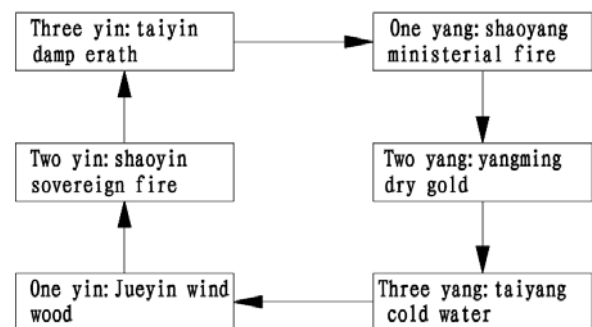 Three yin: taiyin
damp erath
One yang: shaoyang
ministerial fire
Two yin: shaoyin
sovereign fire
Two yang: yangming
dry gold
One yin: Jueyin wind
wood
Three yang: taiyang
cold water